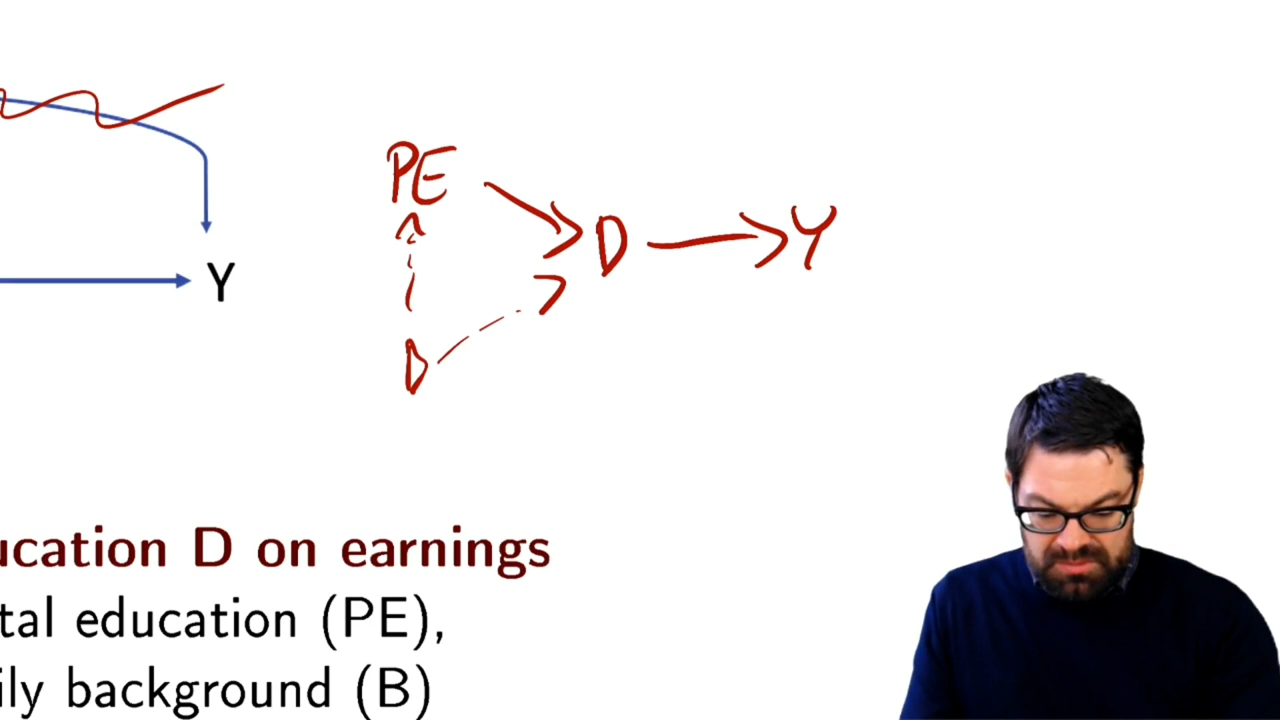 PE
D
Y
B
Y
ucation D on earnings
tal education (PE),
ily background (B)